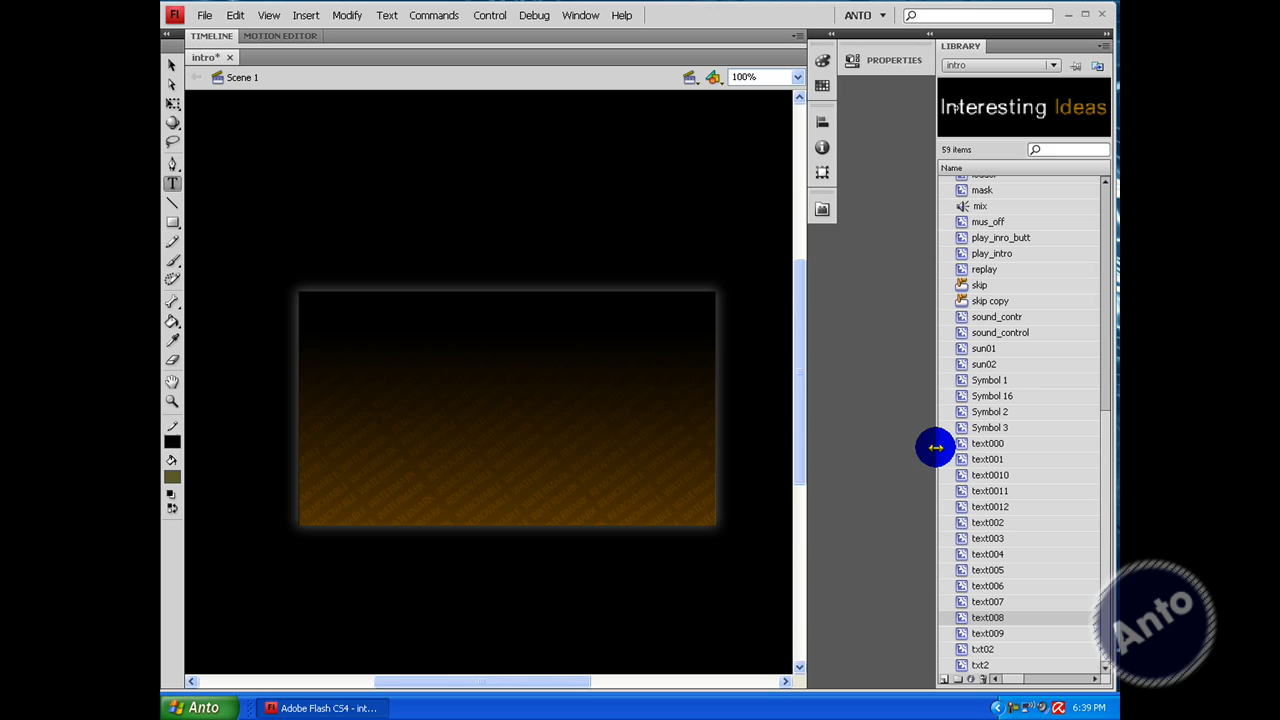 Fl File Edit View Insert Modify Text Commands Control Debug Window Help ANTO
TIMELINE MOTION EDITOR
intro* ×
Scene 1 100%
PROPERTIES
LIBRARY
intro
Interesting Ideas
59 items
Name
mask
mix
mus_off
play_inro_butt
play_intro
replay
skip
skip copy
sound_contr
sound_control
sun01
sun02
Symbol 1
Symbol 16
Symbol 2
Symbol 3
text000
text001
text0010
text0011
text0012
text002
text003
text004
text005
text006
text007
text008
text009
txt02
txt2
T
Anto
Anto
Fl Adobe Flash CS4 - int...
6:39 PM